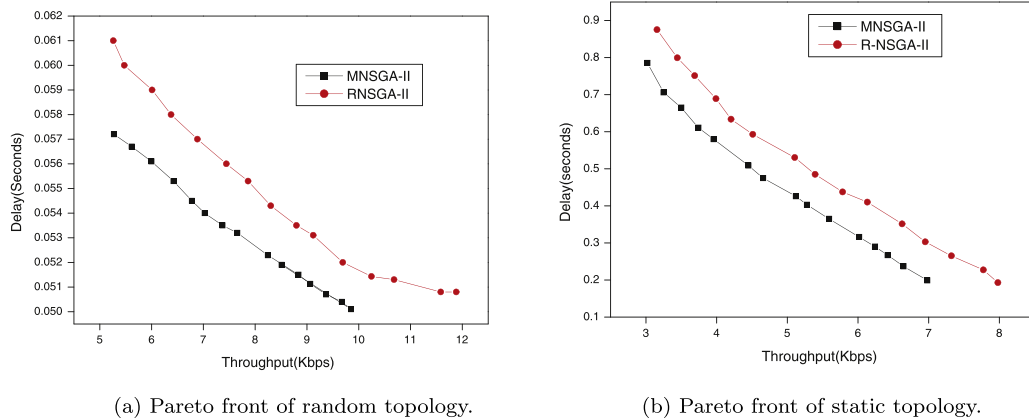 0.062
0.061
0.060
0.059
0.058
0.057
0.056
0.055
0.054
0.053
0.052
0.051
0.050
Delay(Seconds)
MNSGA-II
RNSGA-II
5 6 7 8 9 10 11 12
Throughput(Kbps)
(a) Pareto front of random topology.
0.9
0.8
0.7
0.6
0.5
0.4
0.3
0.2
0.1
Delay(seconds)
MNSGA-II
R-NSGA-II
3 4 5 6 7 8
Throughput(Kbps)
(b) Pareto front of static topology.